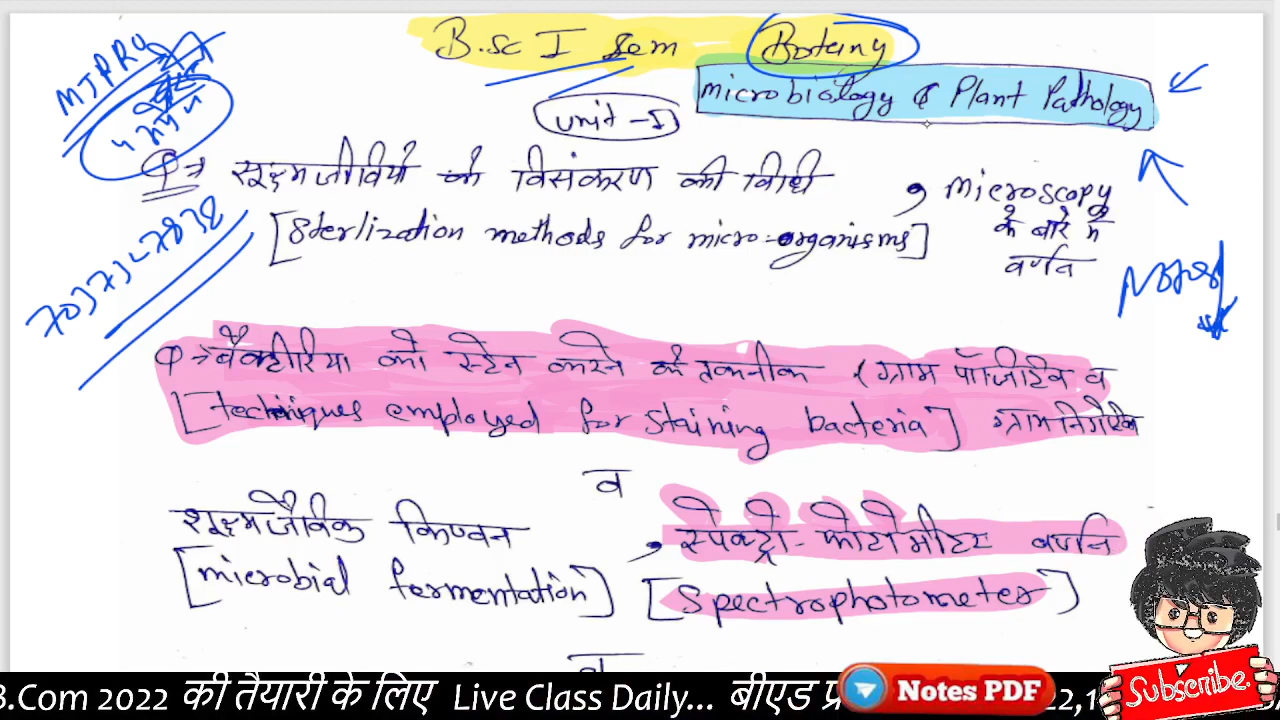 B.sc I sem Botany
microbiology & Plant Pathology
MJPRU
Unit -I
Q→ सूक्ष्मजीवियों के विसंकरण की विधि , microscopy
के बारे में
वर्णन
[Sterlization methods for micro-organisms]
Notes
Q→ बैक्टीरिया को स्टेन करने के तकनीक (ग्राम पॉजिटिव व
[techniques employed for staining bacteria] ग्राम निगेटिव
व
सूक्ष्मजैविक किण्वन , स्पेक्ट्रो-फोटोमीटर वर्णन
[microbial fermentation] [Spectrophotometer]
व
B.Com 2022 की तैयारी के लिए Live Class Daily... बीएड
Notes PDF
Subscribe.